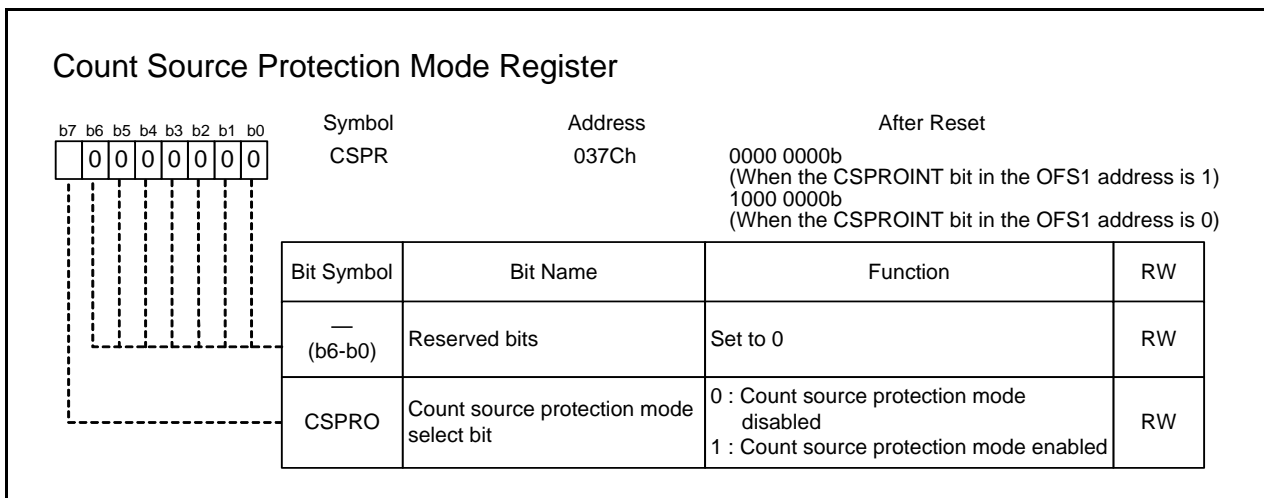 Count Source Protection Mode Register
b7 b6 b5 b4 b3 b2 b1 b0
Symbol Address After Reset
0 0 0 0 0 0 0
CSPR 037Ch 0000 0000b
(When the CSPROINT bit in the OFS1 address is 1)
1000 0000b
(When the CSPROINT bit in the OFS1 address is 0)
Bit Symbol Bit Name Function RW
—
(b6-b0) Reserved bits Set to 0 RW
CSPRO Count source protection mode
select bit
0 : Count source protection mode
disabled
1 : Count source protection mode enabled
RW